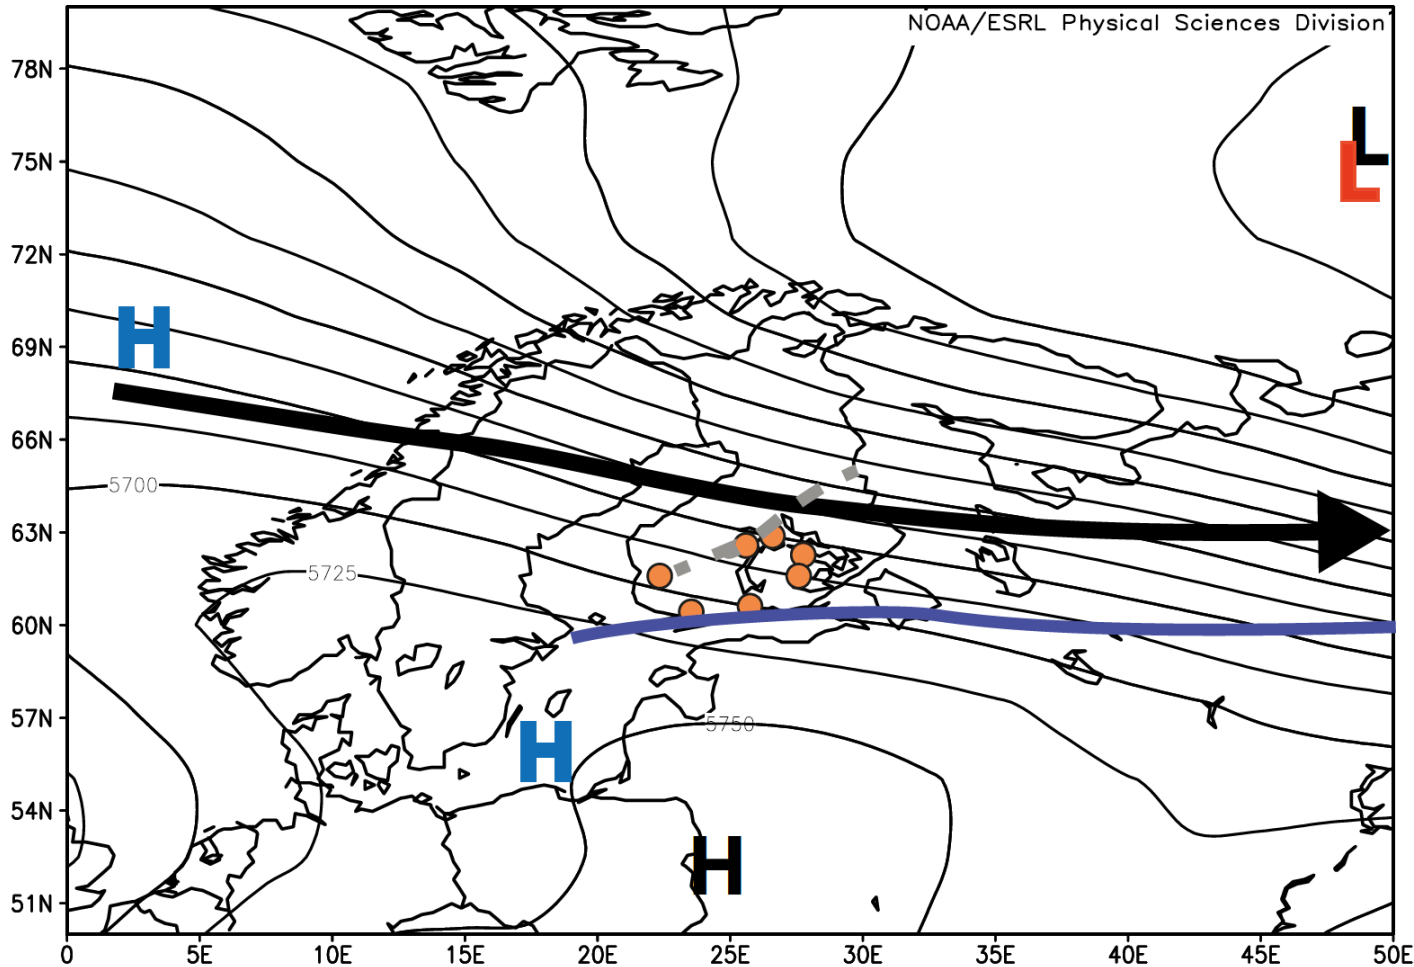 NOAA/ESRL Physical Sciences Division
78N
L
75N
L
72N
H
69N
66N
5700
63N
5725
60N
57N
5750
H
54N
H
51N
0 5E 10E 15E 20E 25E 30E 35E 40E 45E 50E